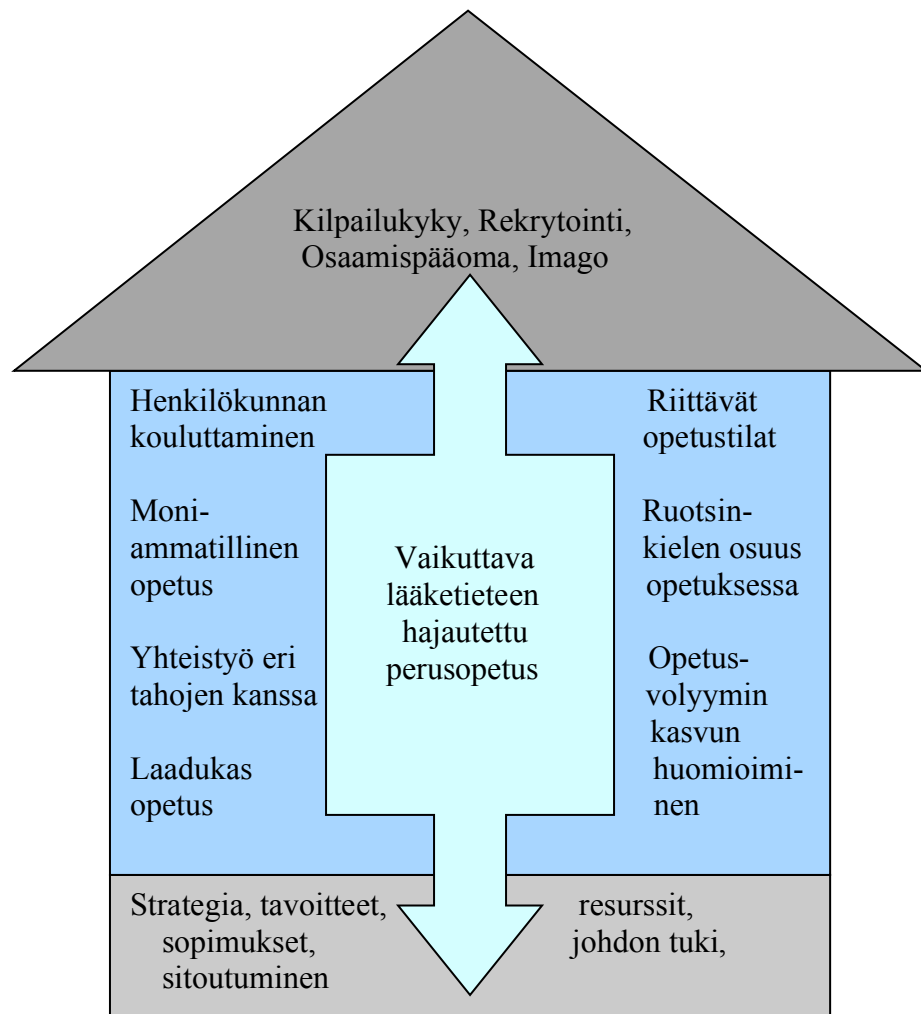 Kilpailukyky, Rekrytointi,
Osaamispääoma, Imago
Henkilökunnan
kouluttaminen
Moni-
ammatillinen
opetus
Yhteistyö eri
tahojen kanssa
Laadukas
opetus
Vaikuttava
lääketieteen
hajautettu
perusopetus
Riittävät
opetustilat
Ruotsin-
kielen osuus
opetuksessa
Opetus-
volyymin
kasvun
huomioimi-
nen
Strategia, tavoitteet,
sopimukset,
sitoutuminen
resurssit,
johdon tuki,